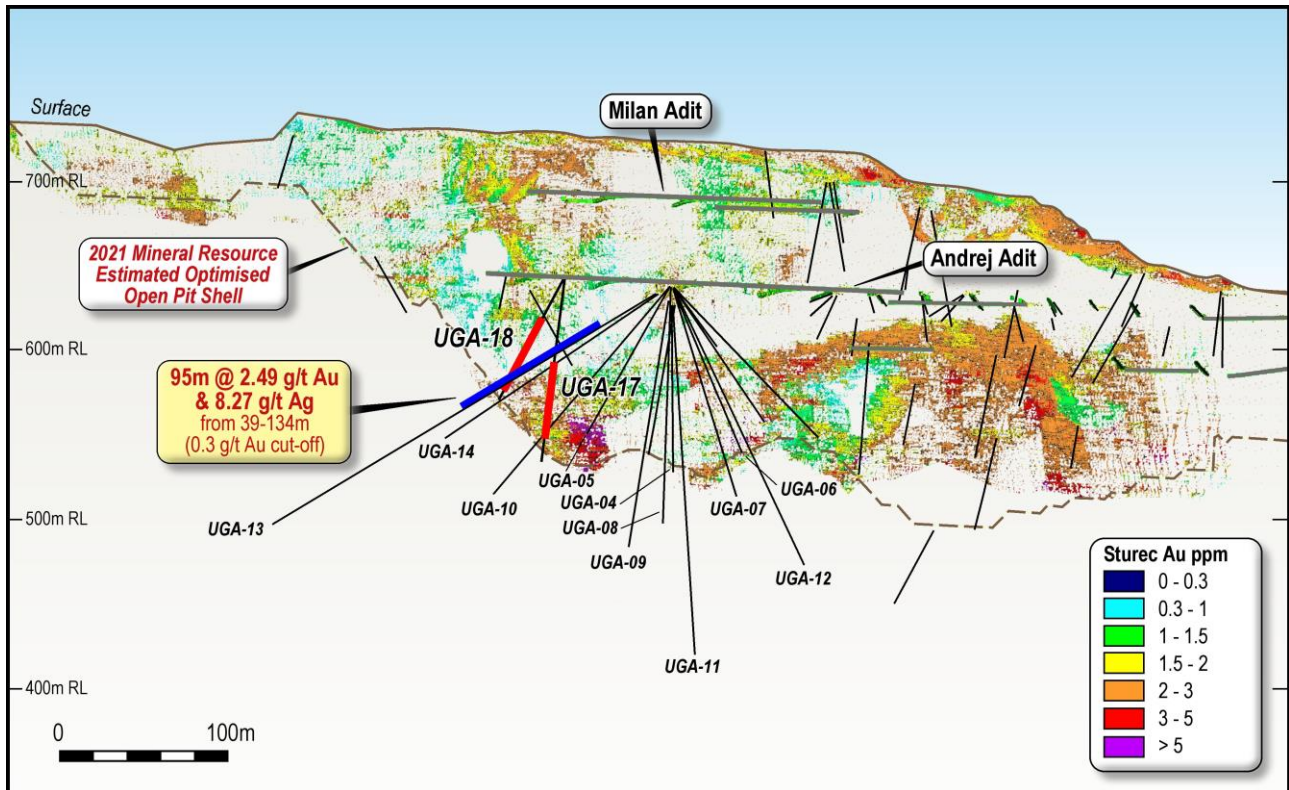 Surface
Milan Adit
700m RL
2021 Mineral Resource
Estimated Optimised
Open Pit Shell
Andrej Adit
UGA-18
600m RL
95m @ 2.49 g/t Au
& 8.27 g/t Ag
from 39-134m
(0.3 g/t Au cut-off)
UGA-17
UGA-14
UGA-05
UGA-06
UGA-10
UGA-04
UGA-07
500m RL
UGA-13
UGA-08
UGA-09
UGA-12
UGA-11
400m RL
0 100m
Sturec Au ppm
0 - 0.3
0.3 - 1
1 - 1.5
1.5 - 2
2 - 3
3 - 5
> 5